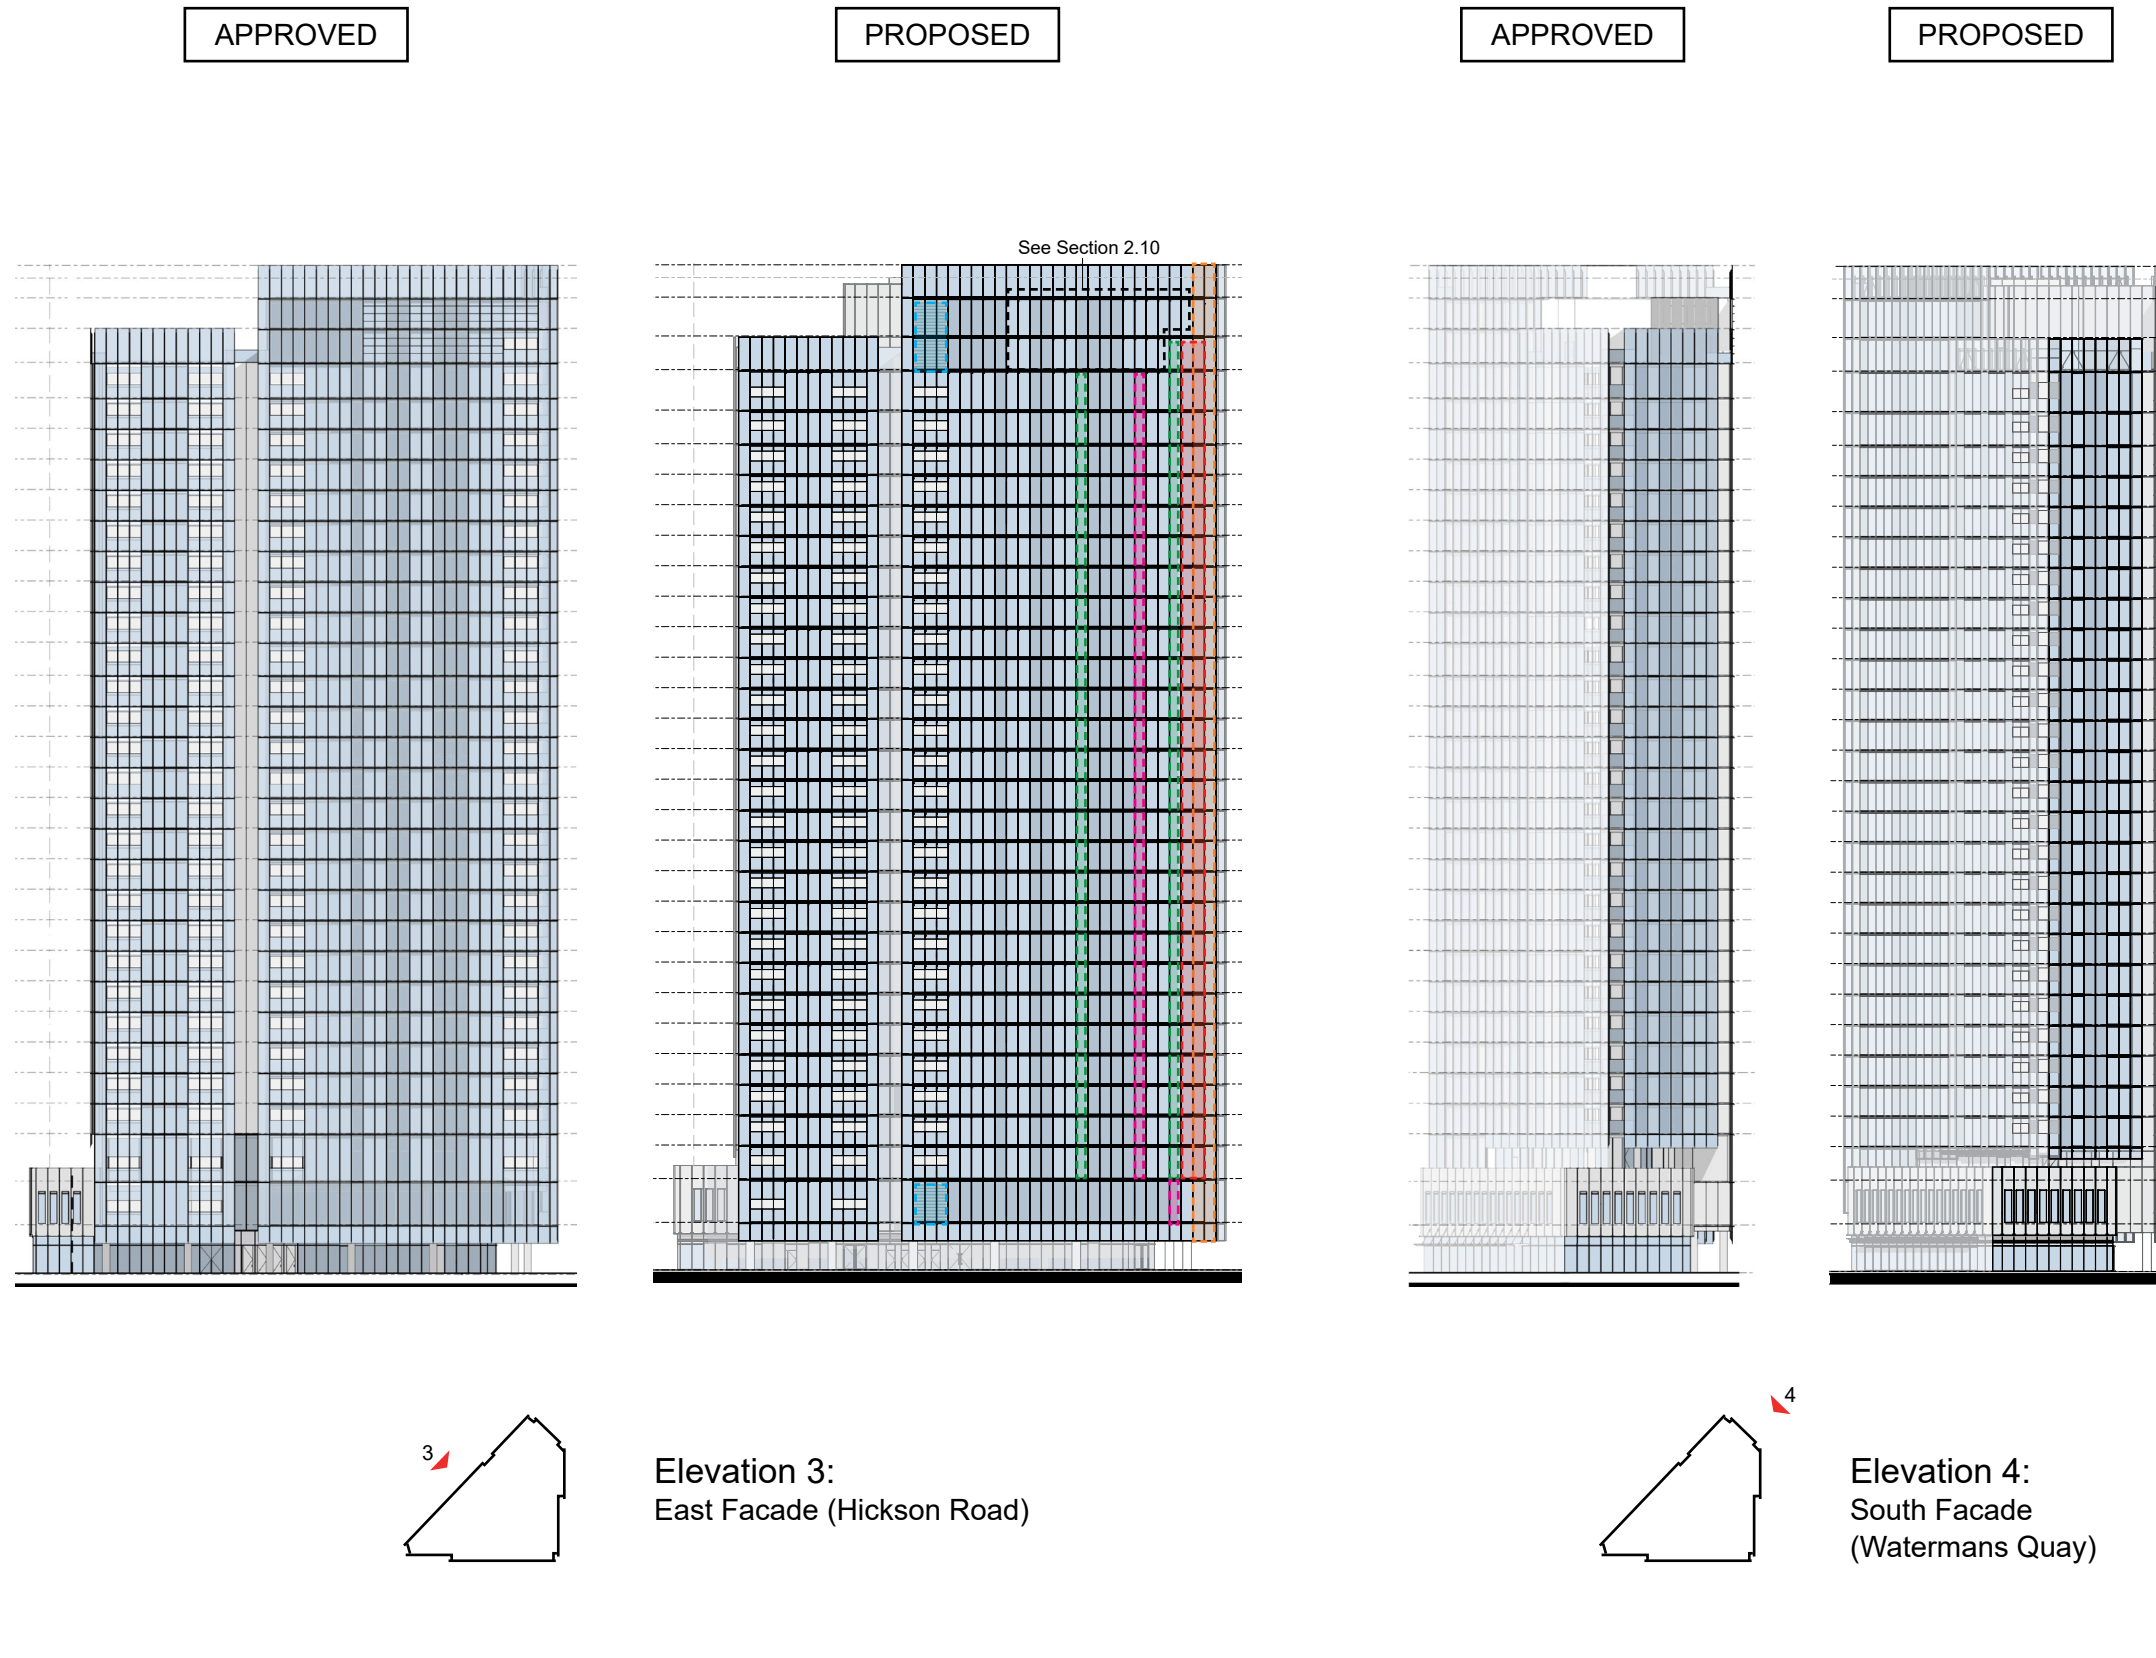 APPROVED
PROPOSED
APPROVED
PROPOSED
See Section 2.10
3
Elevation 3:
East Facade (Hickson Road)
4
Elevation 4:
South Facade
(Watermans Quay)